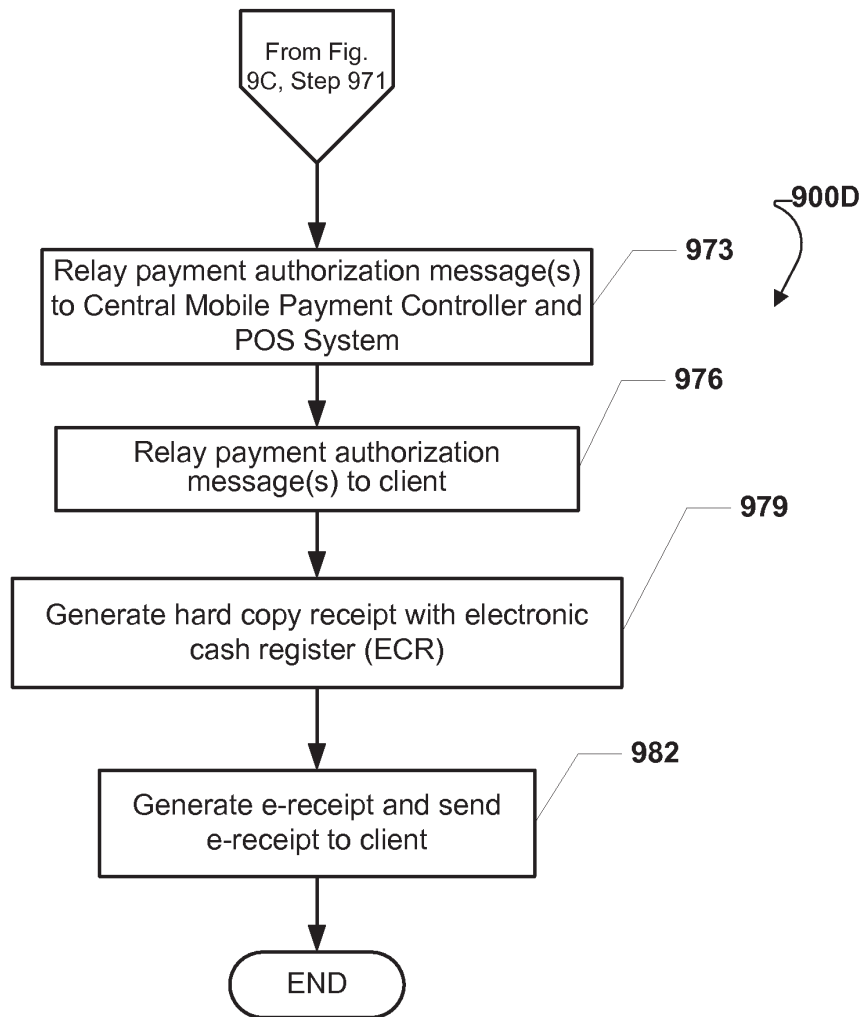 From Fig.
9C, Step 971
900D
973
Relay payment authorization message(s)
to Central Mobile Payment Controller and
POS System
976
Relay payment authorization
message(s) to client
979
Generate hard copy receipt with electronic
cash register (ECR)
982
Generate e-receipt and send
e-receipt to client
END